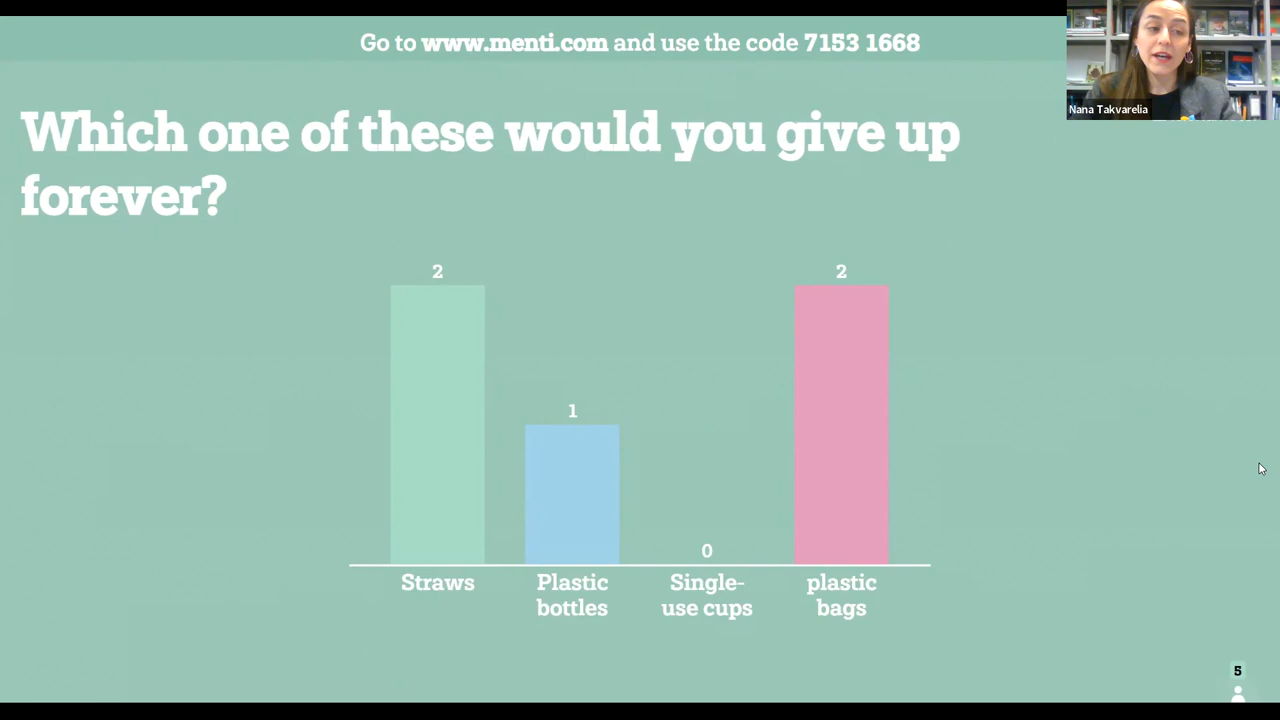 Go to www.menti.com and use the code 7153 1668
Nana Takvarelia
Which one of these would you give up
forever?
2
1
0
2
Straws
Plastic
bottles
Single-
use cups
plastic
bags
5